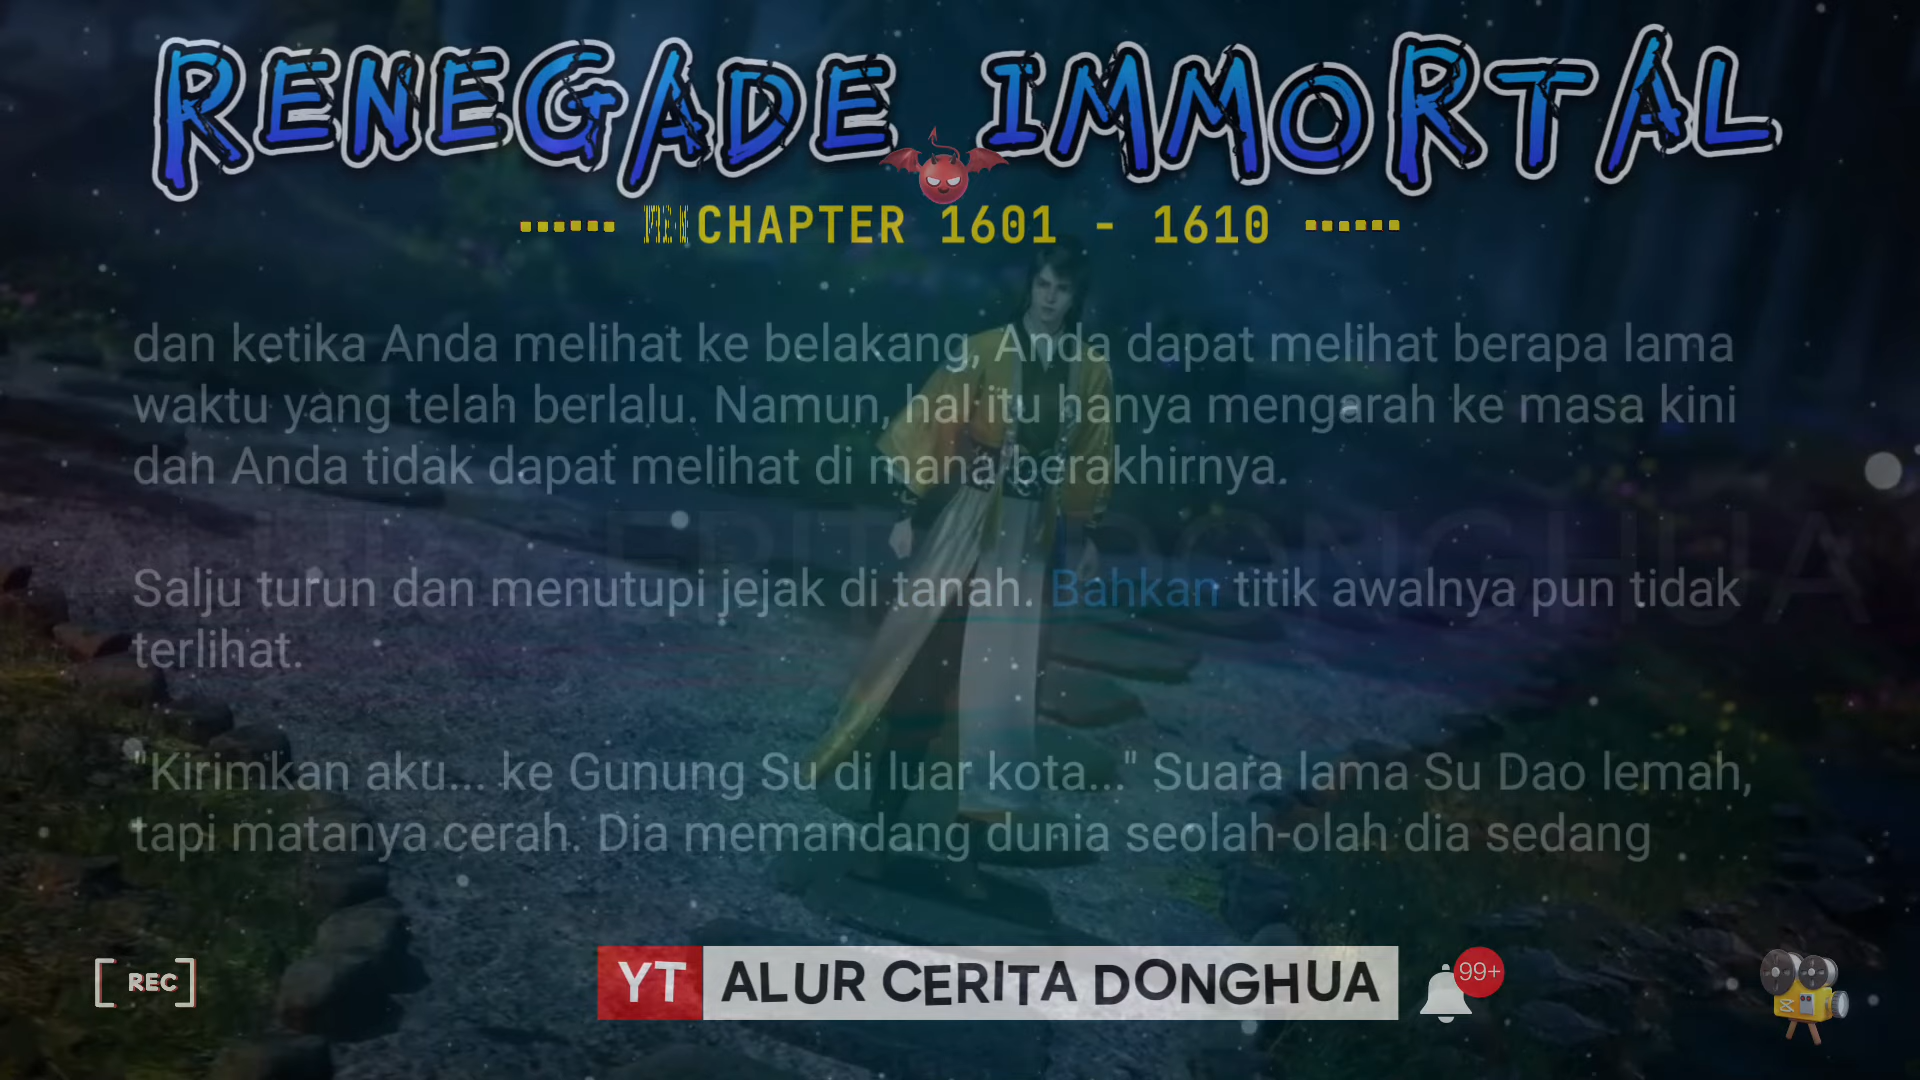 RENEGADE IMMORTAL
CHAPTER 1601 - 1610
dan ketika Anda melihat ke belakang, Anda dapat melihat berapa lama
waktu yang telah berlalu. Namun, hal itu hanya mengarah ke masa kini
dan Anda tidak dapat melihat di mana berakhirnya.
ALUR CERITA DONGHUA
Salju turun dan menutupi jejak di tanah. Bahkan titik awalnya pun tidak
terlihat.
"Kirimkan aku... ke Gunung Su di luar kota..." Suara lama Su Dao lemah,
tapi matanya cerah. Dia memandang dunia seolah-olah dia sedang
REC
YT ALUR CERITA DONGHUA
99+